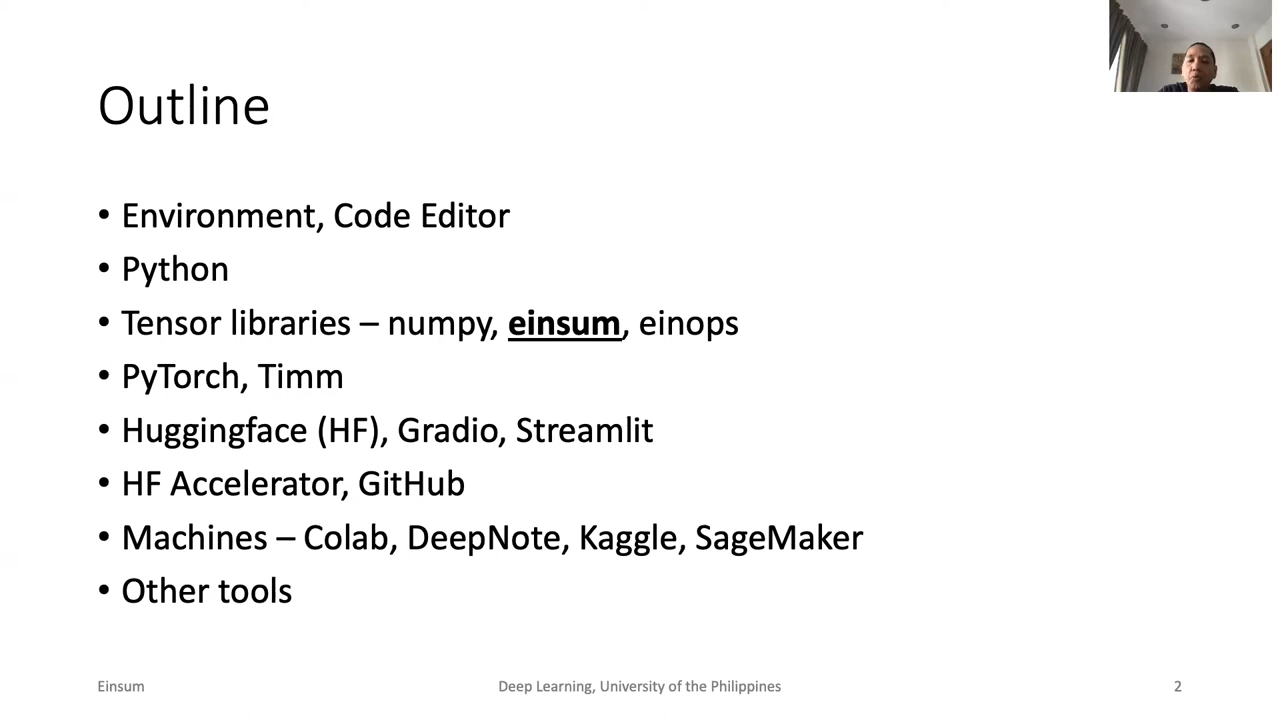 Outline
• Environment, Code Editor
• Python
• Tensor libraries – numpy, einsum, einops
• PyTorch, Timm
• Huggingface (HF), Gradio, Streamlit
• HF Accelerator, GitHub
• Machines – Colab, DeepNote, Kaggle, SageMaker
• Other tools
Einsum Deep Learning, University of the Philippines 2